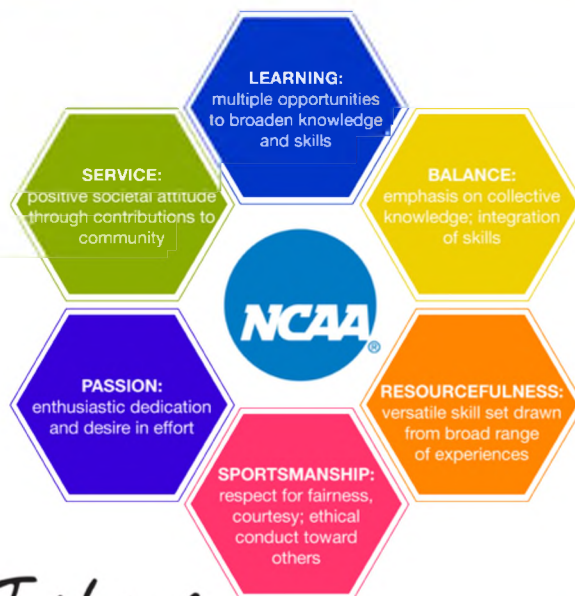 LEARNING:
multiple opportunities
to broaden knowledge
and skills
SERVICE:
positive societal attitude
through contributions to
community
BALANCE:
emphasis on collective
knowledge; integration
of skills
NCAA®
PASSION:
enthusiastic dedication
and desire in effort
RESOURCEFULNESS:
versatile skill set drawn
from broad range
of experiences
SPORTSMANSHIP:
respect for fairness,
courtesy; ethical
conduct toward
others